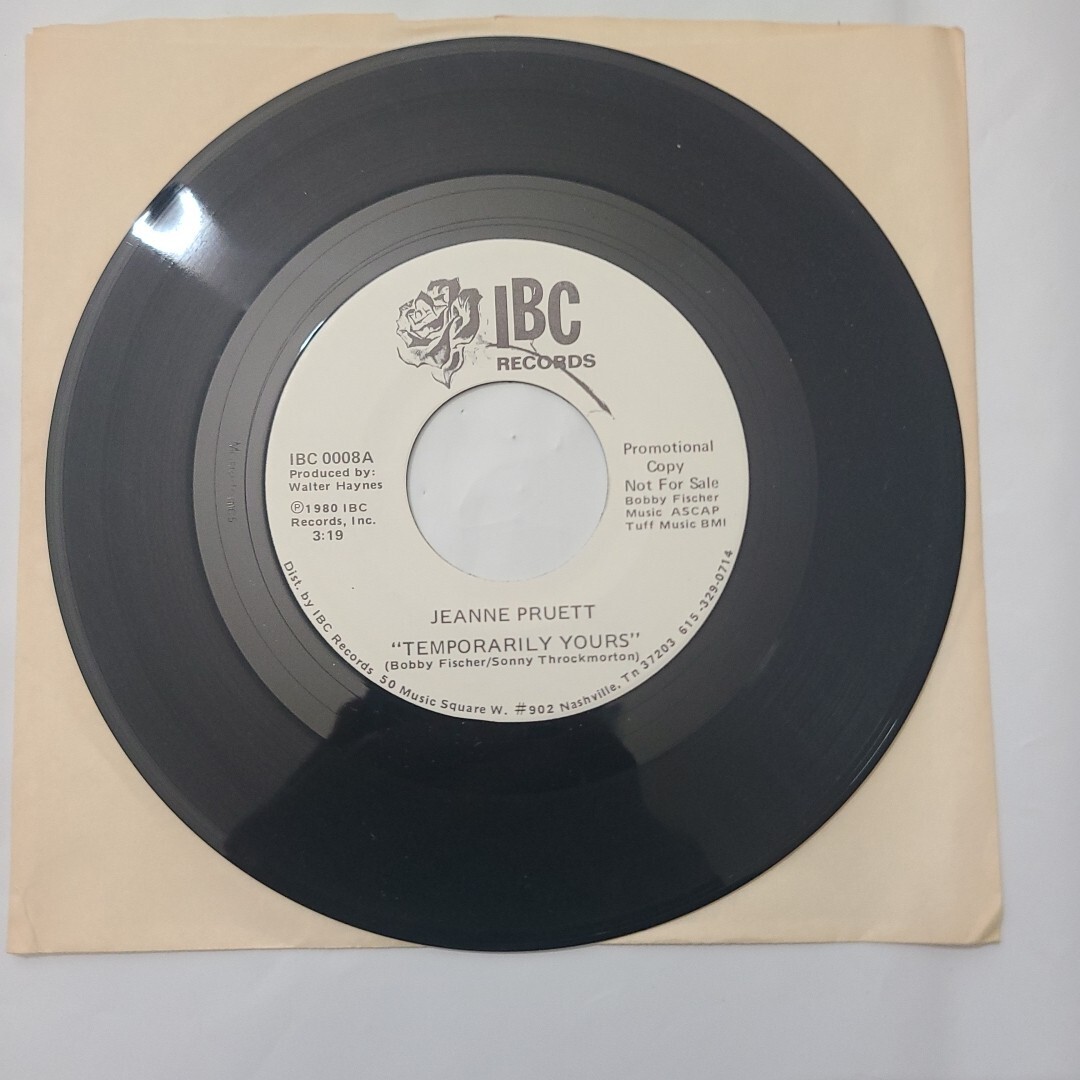 IBC
RECORDS
IBC 0008A
Produced by:
Walter Haynes
℗1980 IBC
Records, Inc.
3:19
Promotional
Copy
Not For Sale
Bobby Fischer
Music ASCAP
Tuff Music BMI
JEANNE PRUETT
"TEMPORARILY YOURS"
(Bobby Fischer/Sonny Throckmorton)
Dist. by IBC Records 50 Music Square W. #902 Nashville, Tn 37203 615-329-0714